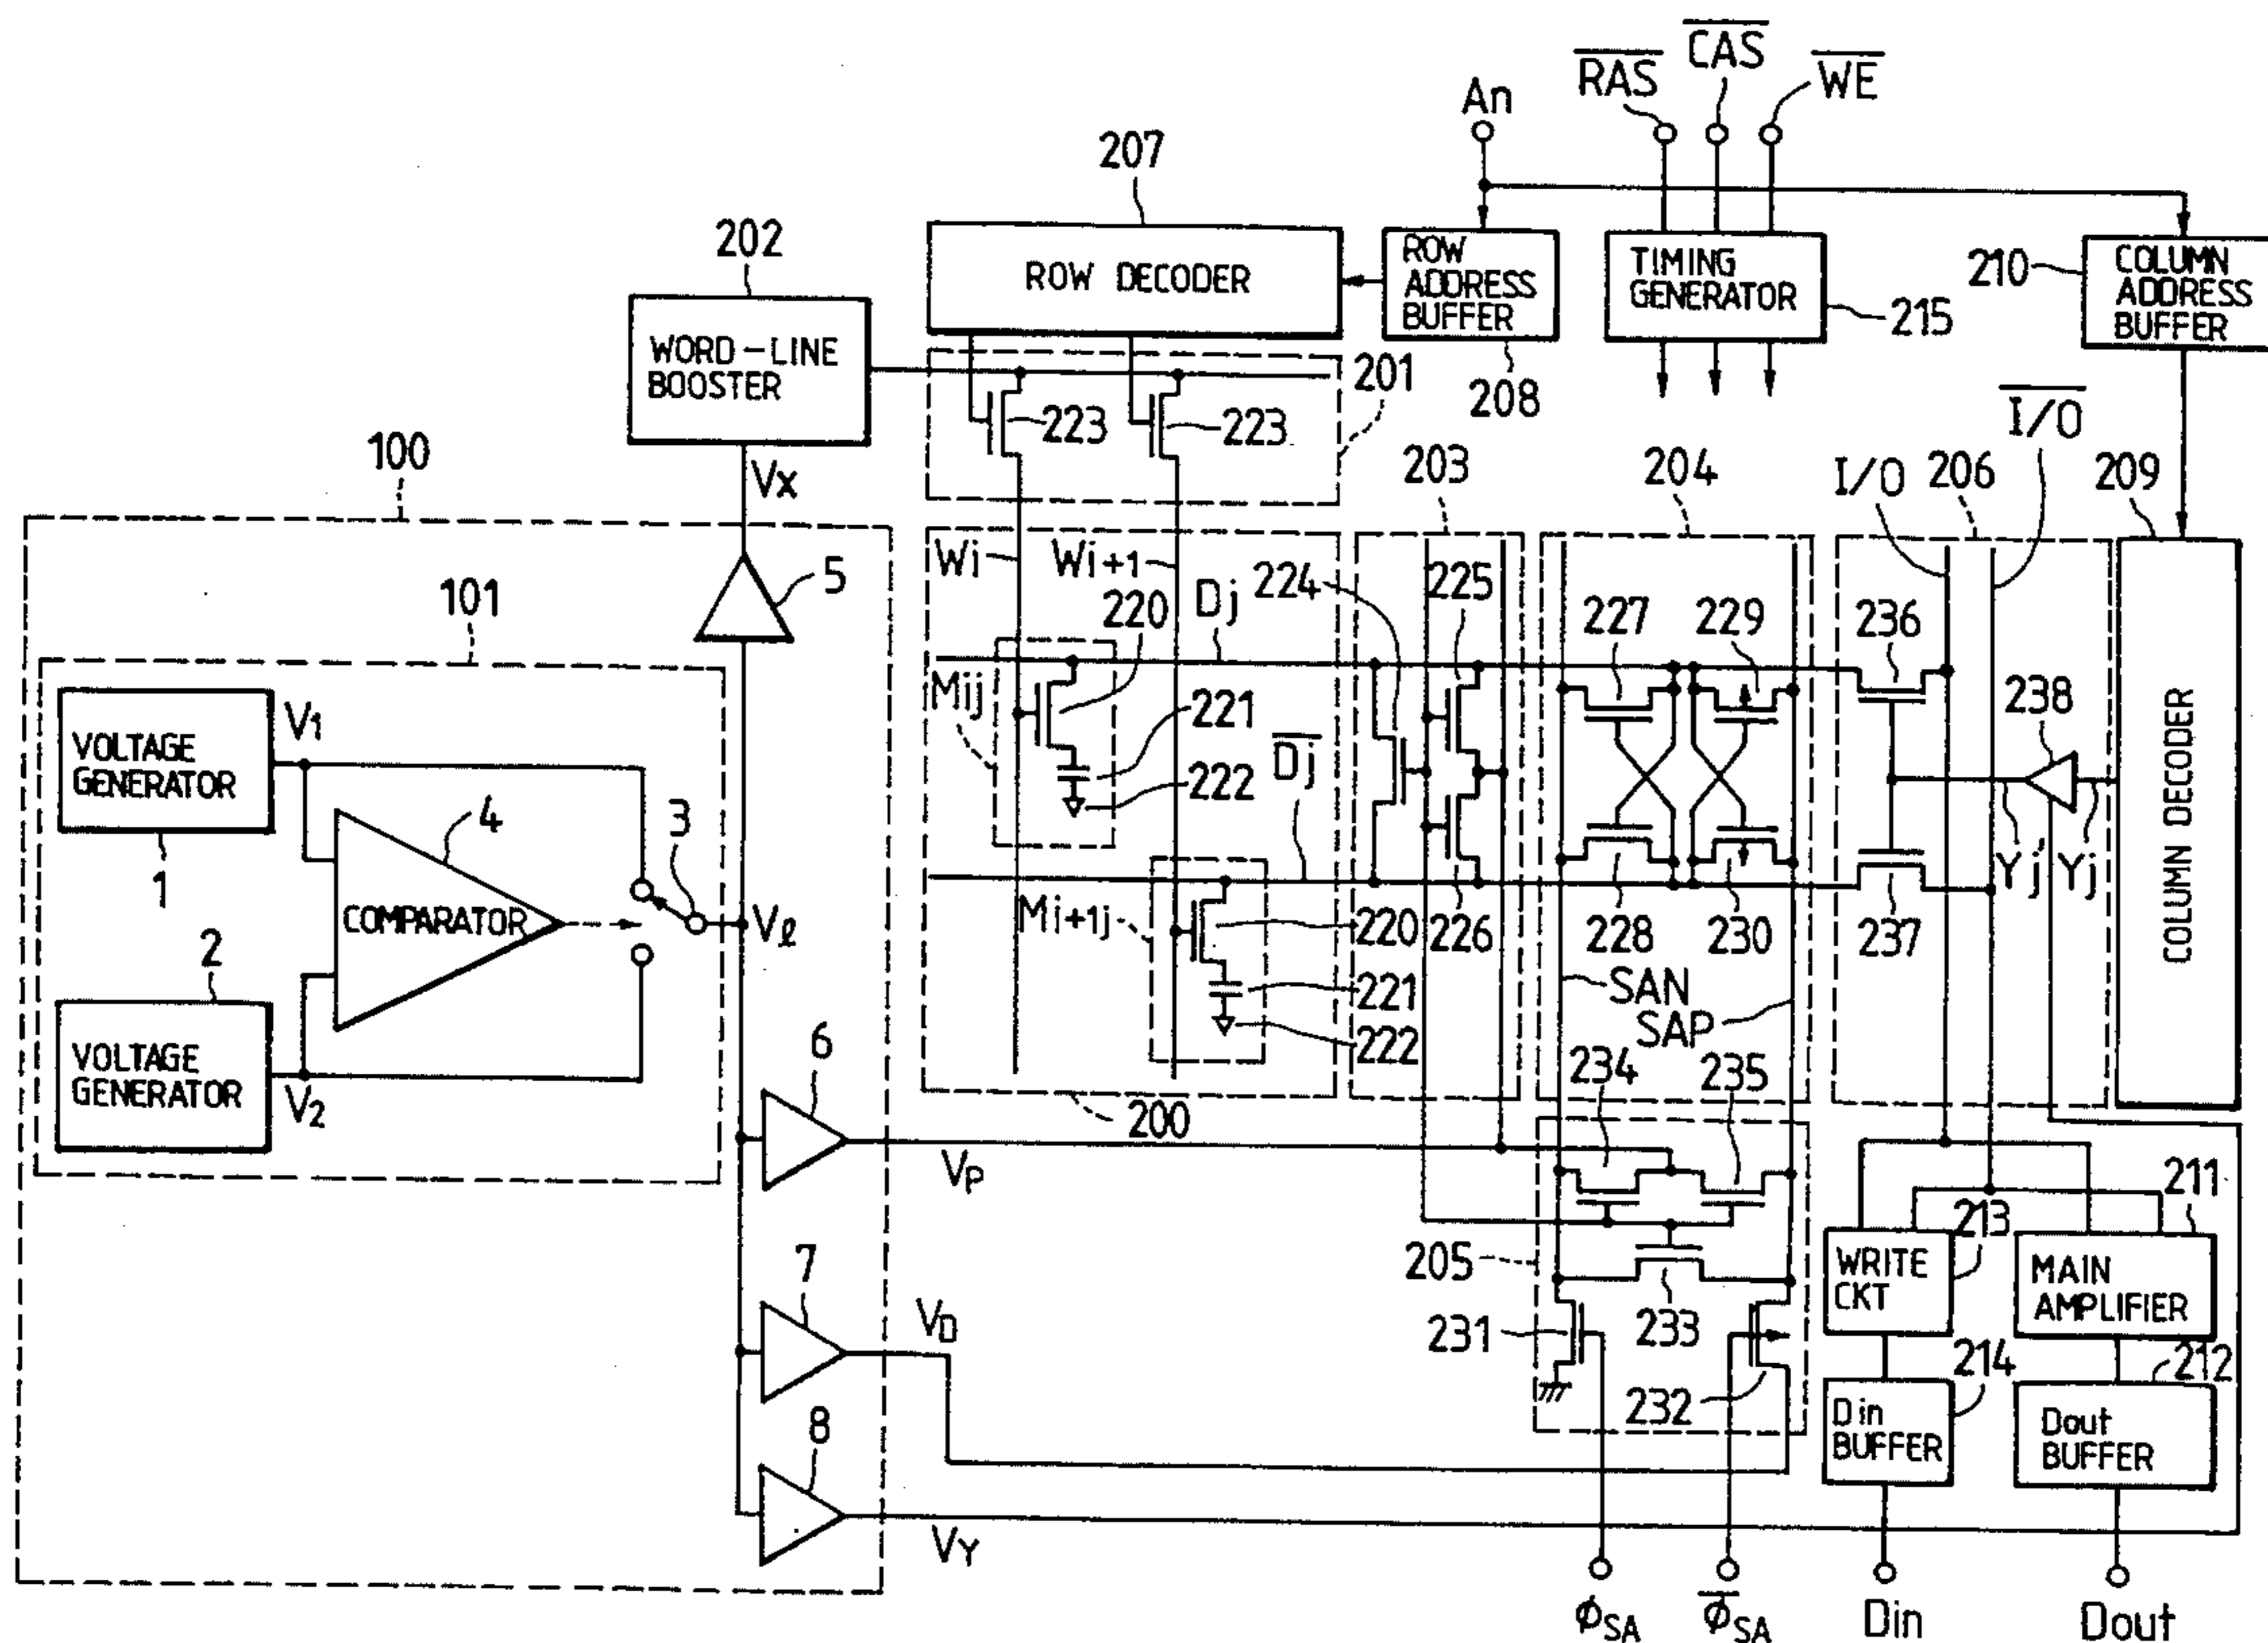 CAS
RAS
WE
An
207
202
ROW DECODER
ROW
ADDRESS
BUFFER
TIMING
GENERATOR
210
COLUMN
ADDRESS
BUFFER
215
WORD-LINE
BOOSTER
201
208
223
223
I/O
100
Vx
203
204
I/O
206
209
Wi
Wi+1
5
101
220
Dj
224
225
227
229
236
Mij
221
222
Dj
238
VOLTAGE
GENERATOR
V1
1
4
COMPARATOR
3
Vℓ
Yj'
Yj
COLUMN DECODER
Mi+1j
220
226
228
230
237
2
VOLTAGE
GENERATOR
V2
221
222
SAN
SAP
6
200
234
235
VP
211
213
205
WRITE
CKT
MAIN
AMPLIFIER
7
VD
231
233
214
212
232
8
Din
BUFFER
Dout
BUFFER
VY
φSA
φSA
Din
Dout